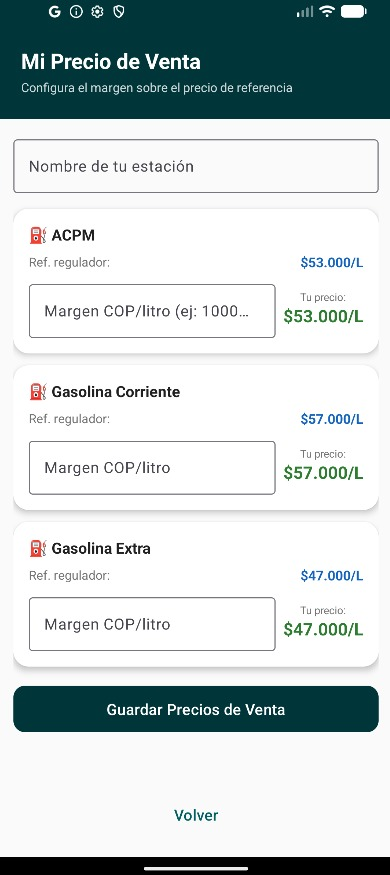 Mi Precio de Venta
Configura el margen sobre el precio de referencia
Nombre de tu estación
ACPM
Ref. regulador: $53.000/L
Margen COP/litro (ej: 1000...
Tu precio:
$53.000/L
Gasolina Corriente
Ref. regulador: $57.000/L
Margen COP/litro
Tu precio:
$57.000/L
Gasolina Extra
Ref. regulador: $47.000/L
Margen COP/litro
Tu precio:
$47.000/L
Guardar Precios de Venta
Volver